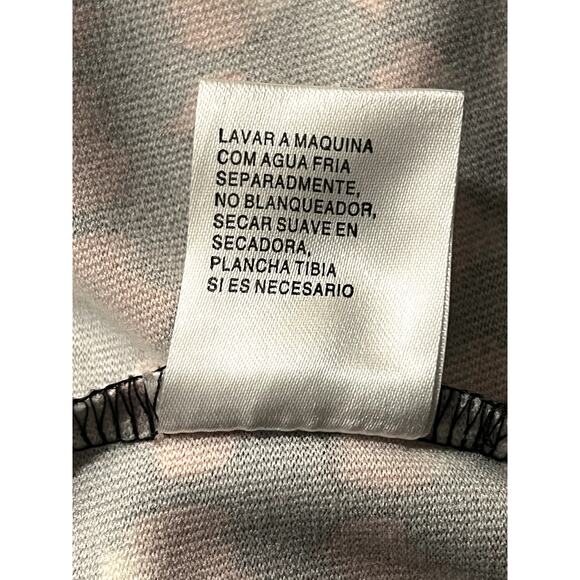 LAVAR A MAQUINA
COM AGUA FRIA
SEPARADMENTE,
NO BLANQUEADOR,
SECAR SUAVE EN
SECADORA,
PLANCHA TIBIA
SI ES NECESARIO